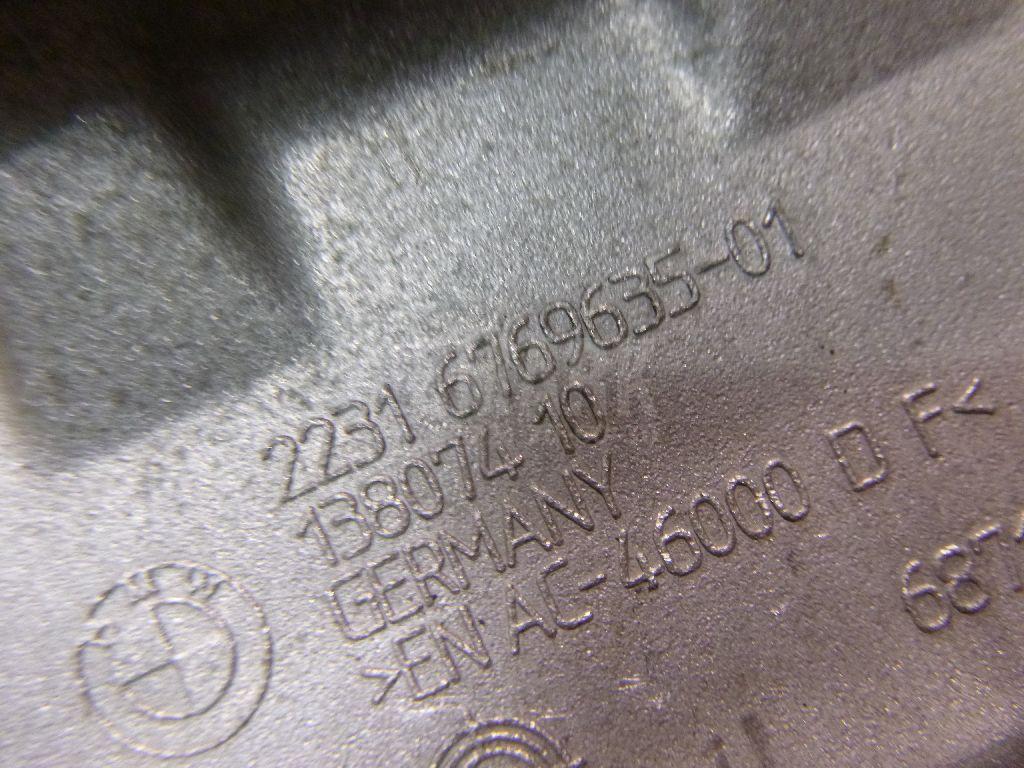 2231 6769635-01
138074 10
GERMANY
>EN AC-46000 D F<